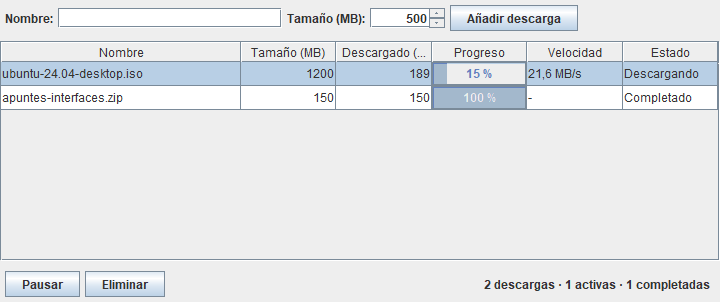 Nombre: Tamaño (MB): 500 Añadir descarga
Nombre Tamaño (MB) Descargado (... Progreso Velocidad Estado
ubuntu-24.04-desktop.iso 1200 189 15 % 21,6 MB/s Descargando
apuntes-interfaces.zip 150 150 100 % - Completado
Pausar Eliminar 2 descargas · 1 activas · 1 completadas